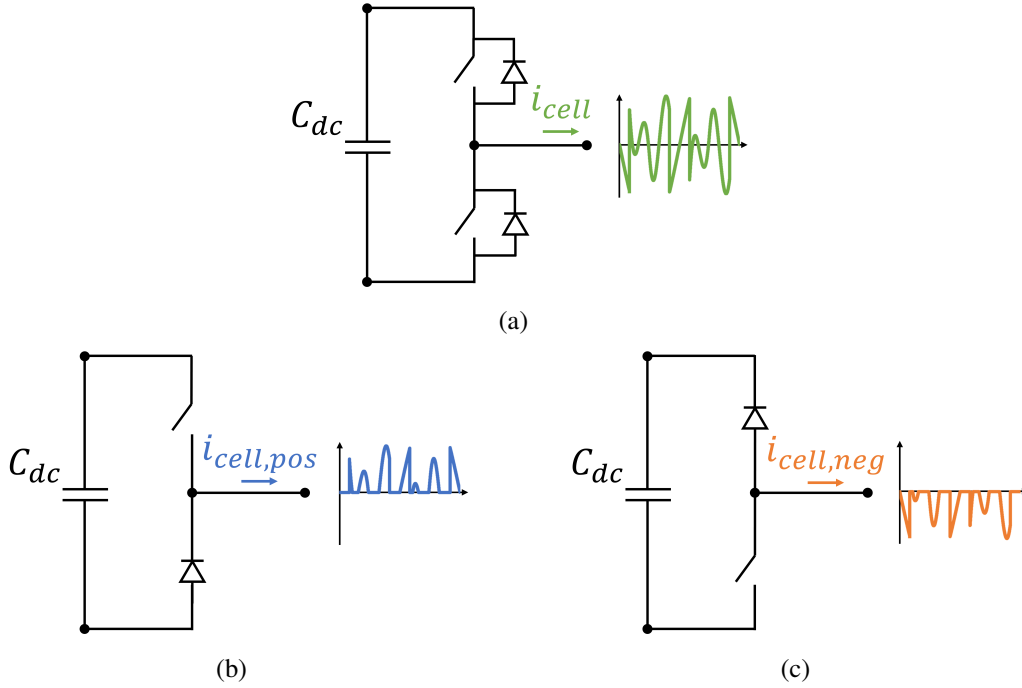 C_dc
i_cell
(a)
C_dc
i_cell,pos
C_dc
i_cell,neg
(b)
(c)